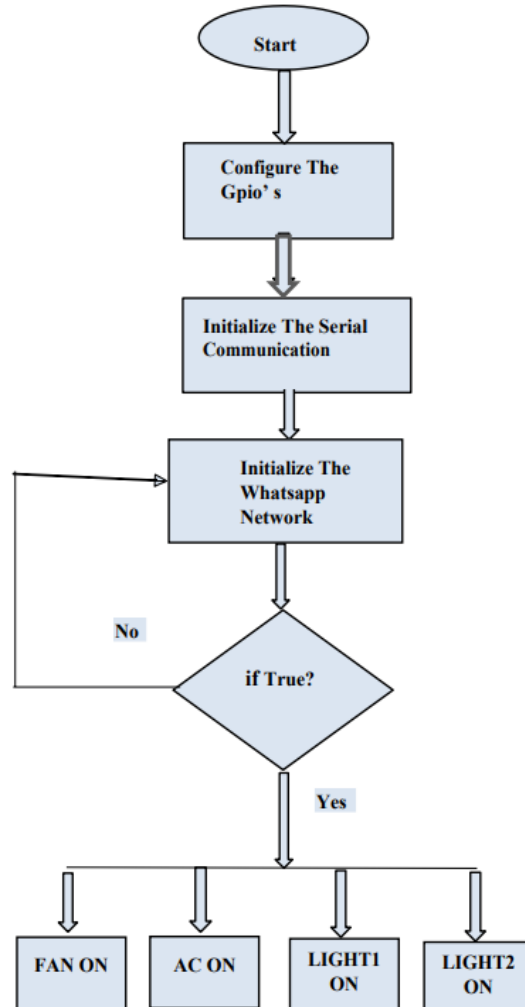 Start
Configure The
Gpio’ s
Initialize The Serial
Communication
Initialize The
Whatsapp
Network
No
if True?
Yes
FAN ON
AC ON
LIGHT1
ON
LIGHT2
ON